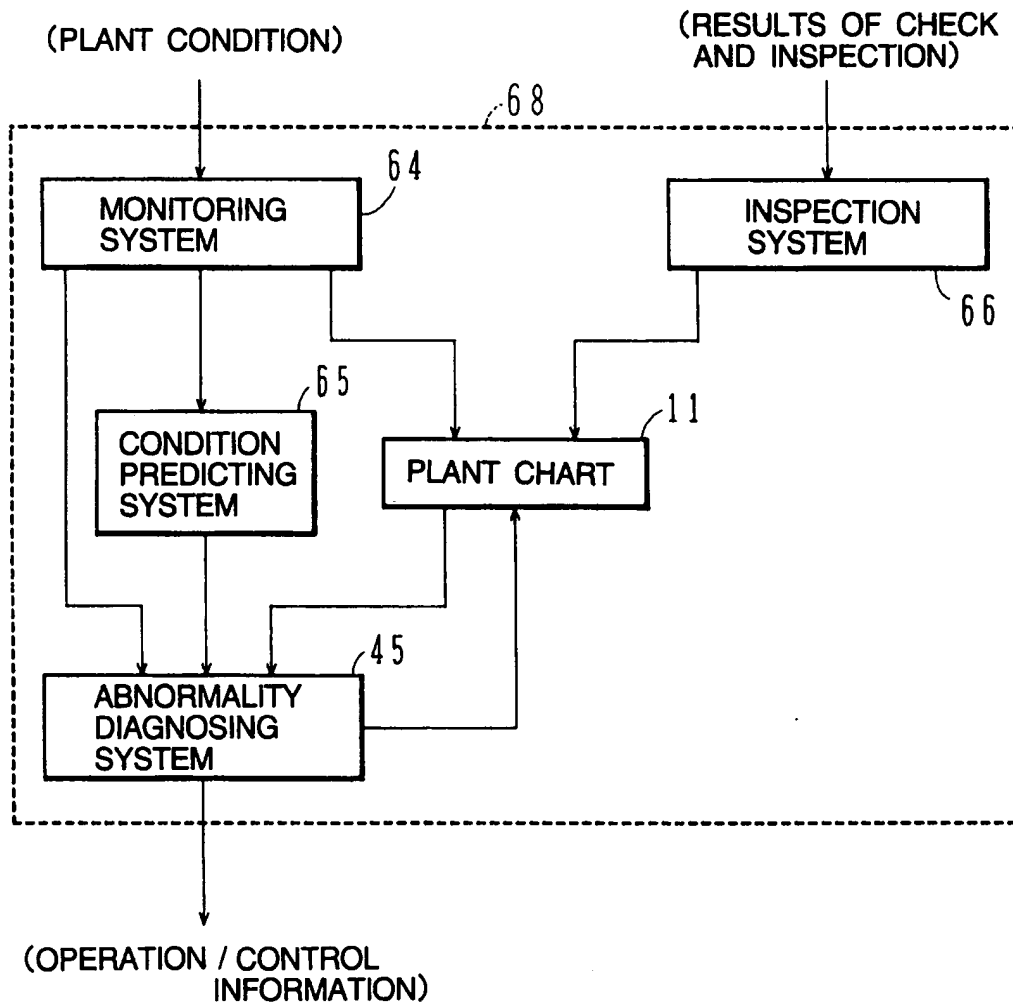 (PLANT CONDITION)
(RESULTS OF CHECK
AND INSPECTION)
68
64
MONITORING
SYSTEM
INSPECTION
SYSTEM
66
65
CONDITION
PREDICTING
SYSTEM
11
PLANT CHART
45
ABNORMALITY
DIAGNOSING
SYSTEM
(OPERATION / CONTROL
INFORMATION)